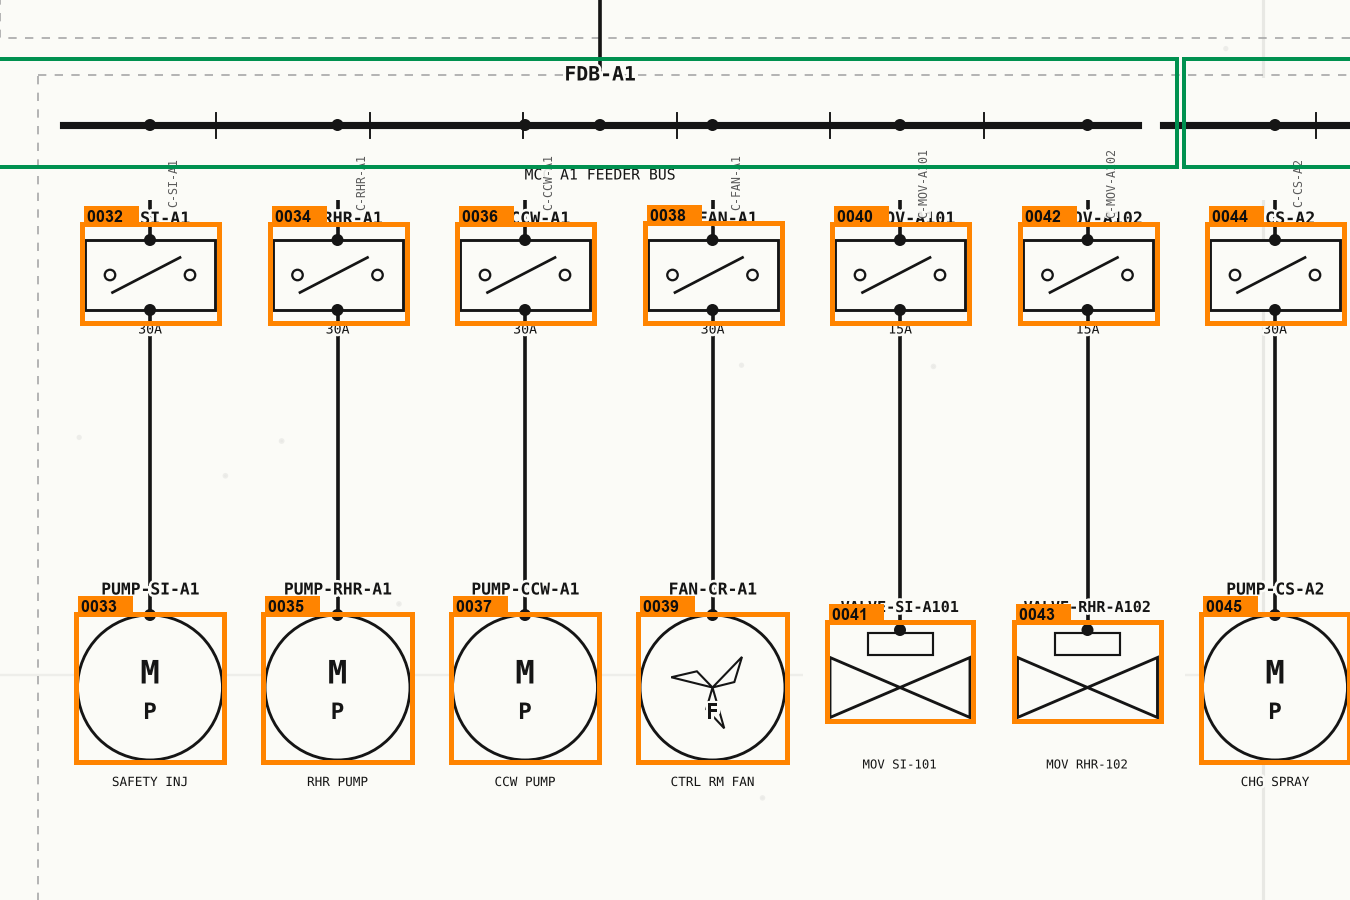 FDB-A1
C-SI-A1
C-RHR-A1
C-CCW-A1
C-FAN-A1
C-MOV-A101
C-MOV-A102
C-CS-A2
A1 FEEDER BUS
0032 SI-A1
0034 RHR-A1
0036 CCW-A1
0038 FAN-A1
0040
0042
0044 CS-A2
30A
30A
30A
30A
15A
15A
30A
PUMP-SI-A1
PUMP-RHR-A1
PUMP-CCW-A1
FAN-CR-A1
VALVE-SI-A101
VALVE-RHR-A102
PUMP-CS-A2
0033
0035
0037
0039
0041
0043
0045
M
M
M
M
P
P
P
F
P
SAFETY INJ
RHR PUMP
CCW PUMP
CTRL RM FAN
MOV SI-101
MOV RHR-102
CHG SPRAY